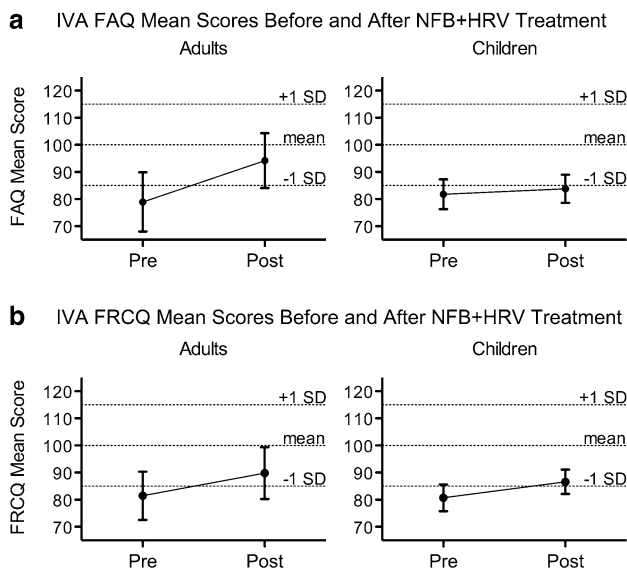 a IVA FAQ Mean Scores Before and After NFB+HRV Treatment
Adults
FAQ Mean Score
120
110
100
90
80
70
+1 SD
mean
-1 SD
Pre Post
Children
120
110
100
90
80
70
+1 SD
mean
-1 SD
Pre Post
b IVA FRCQ Mean Scores Before and After NFB+HRV Treatment
Adults
FRCQ Mean Score
120
110
100
90
80
70
+1 SD
mean
-1 SD
Pre Post
Children
120
110
100
90
80
70
+1 SD
mean
-1 SD
Pre Post